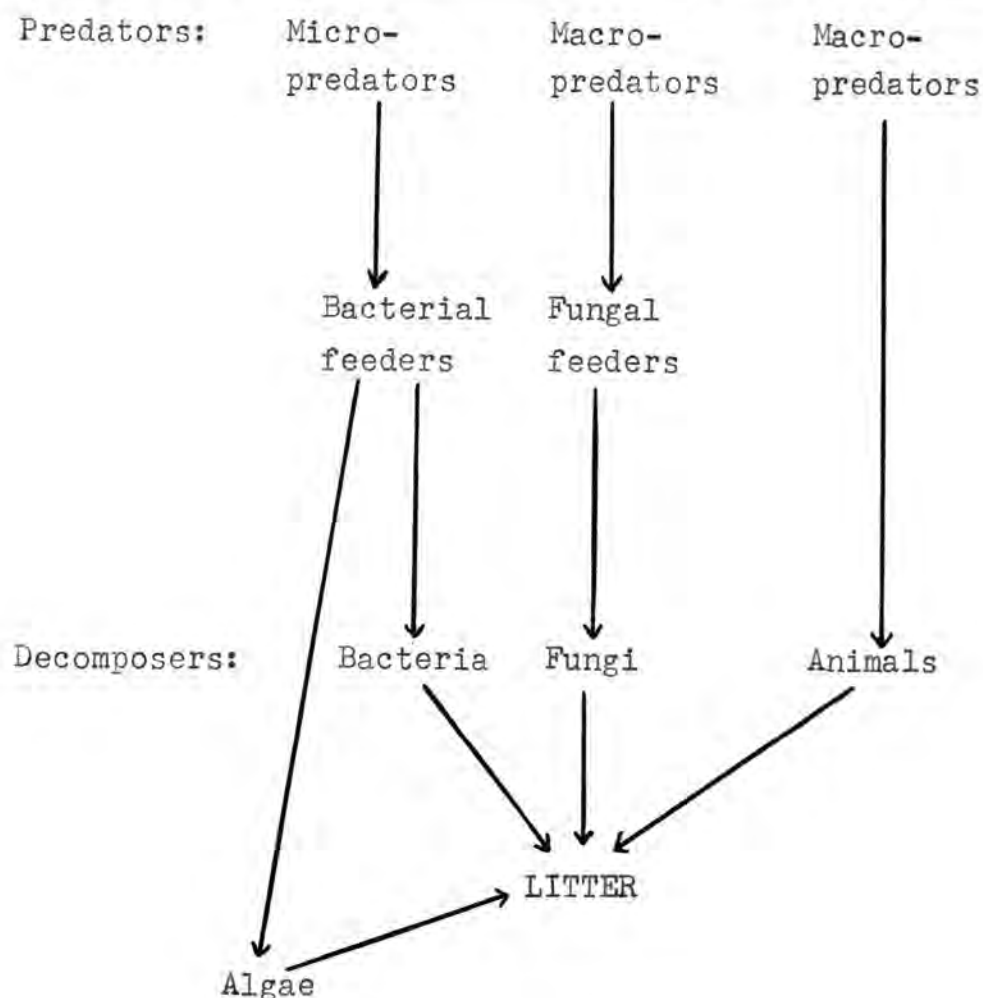 Predators: Micro- Macro- Macro-
predators predators predators
Bacterial Fungal
feeders feeders
Decomposers: Bacteria Fungi Animals
LITTER
Algae